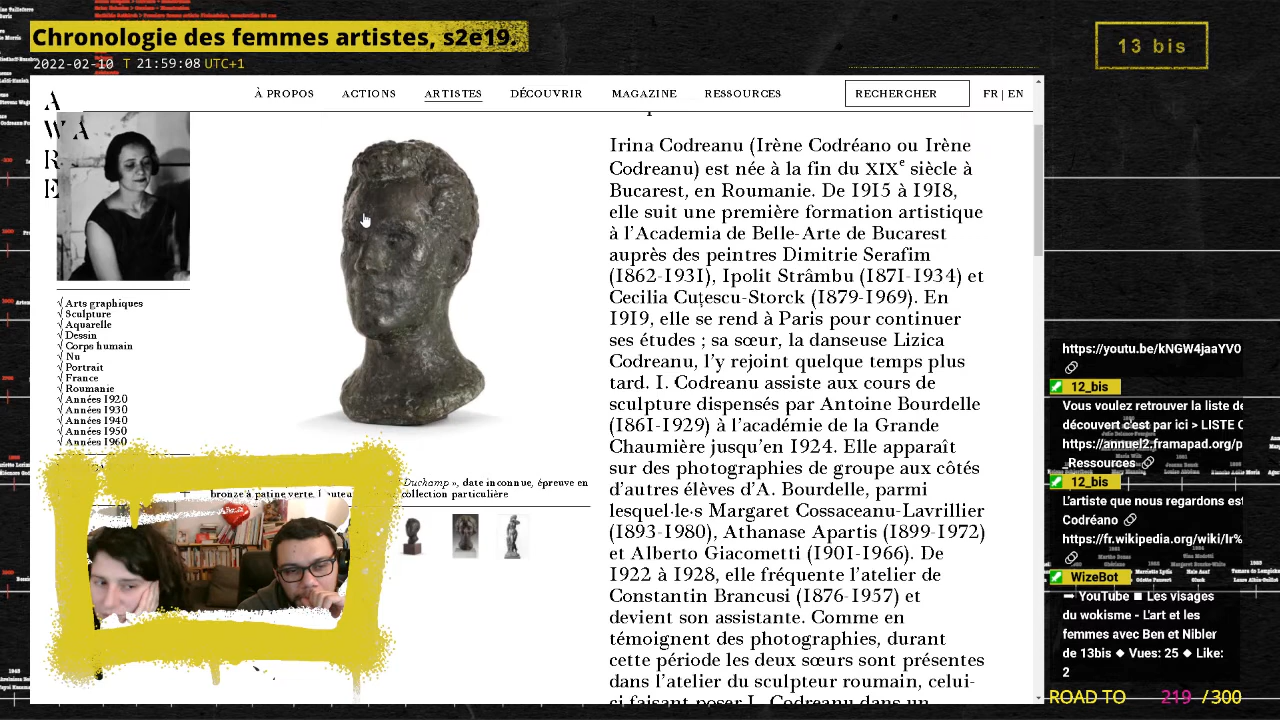 Chronologie des femmes artistes, s2e19.
2022-02-10 T 21:59:08 UTC+1
13 bis
A
W A
R
E
À PROPOS
ACTIONS
ARTISTES
DÉCOUVRIR
MAGAZINE
RESSOURCES
RECHERCHER
FR | EN
√ Arts graphiques
√ Sculpture
√ Aquarelle
√ Dessin
√ Corps humain
√ Nu
√ Portrait
√ France
√ Roumanie
√ Années 1920
√ Années 1930
√ Années 1940
√ Années 1950
√ Années 1960
Duchamp », date inconnue, épreuve en
bronze à patine verte. collection particulière
Irina Codreanu (Irène Codréano ou Irène
Codreanu) est née à la fin du XIXe siècle à
Bucarest, en Roumanie. De 1915 à 1918,
elle suit une première formation artistique
à l'Academia de Belle-Arte de Bucarest
auprès des peintres Dimitrie Serafim
(1862-1931), Ipolit Strâmbu (1871-1934) et
Cecilia Cuțescu-Storck (1879-1969). En
1919, elle se rend à Paris pour continuer
ses études ; sa sœur, la danseuse Lizica
Codreanu, l'y rejoint quelque temps plus
tard. I. Codreanu assiste aux cours de
sculpture dispensés par Antoine Bourdelle
(1861-1929) à l'académie de la Grande
Chaumière jusqu'en 1924. Elle apparaît
sur des photographies de groupe aux côtés
d'autres élèves d'A. Bourdelle, parmi
lesquel·le·s Margaret Cossaceanu-Lavrillier
(1893-1980), Athanase Apartis (1899-1972)
et Alberto Giacometti (1901-1966). De
1922 à 1928, elle fréquente l'atelier de
Constantin Brancusi (1876-1957) et
devient son assistante. Comme en
témoignent des photographies, durant
cette période les deux sœurs sont présentes
dans l'atelier du sculpteur roumain, celui-
ci faisant poser L. Codreanu dans un
https://youtu.be/kNGW4jaaYV0
12_bis
Vous voulez retrouver la liste de
découvert c'est par ici > LISTE
https://annuel2.framapad.org/p
_Ressources
12_bis
L'artiste que nous regardons est
Codréano
https://fr.wikipedia.org/wiki/Ir%
WizeBot
➡ YouTube ■ Les visages
du wokisme - L'art et les
femmes avec Ben et Nibler
de 13bis ◆ Vues: 25 ◆ Like:
2
ROAD TO 219 / 300